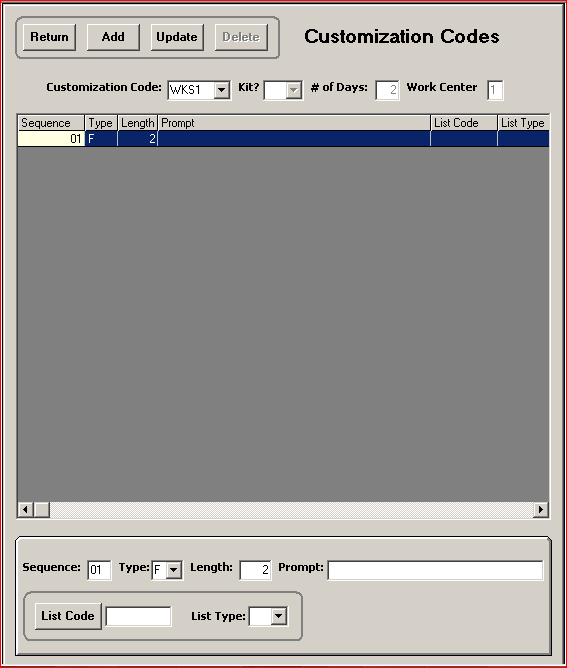 Return Add Update Delete Customization Codes
Customization Code: WKS1 Kit? # of Days: 2 Work Center 1
Sequence Type Length Prompt List Code List Type
01 F 2
Sequence: 01 Type: F Length: 2 Prompt:
List Code List Type: